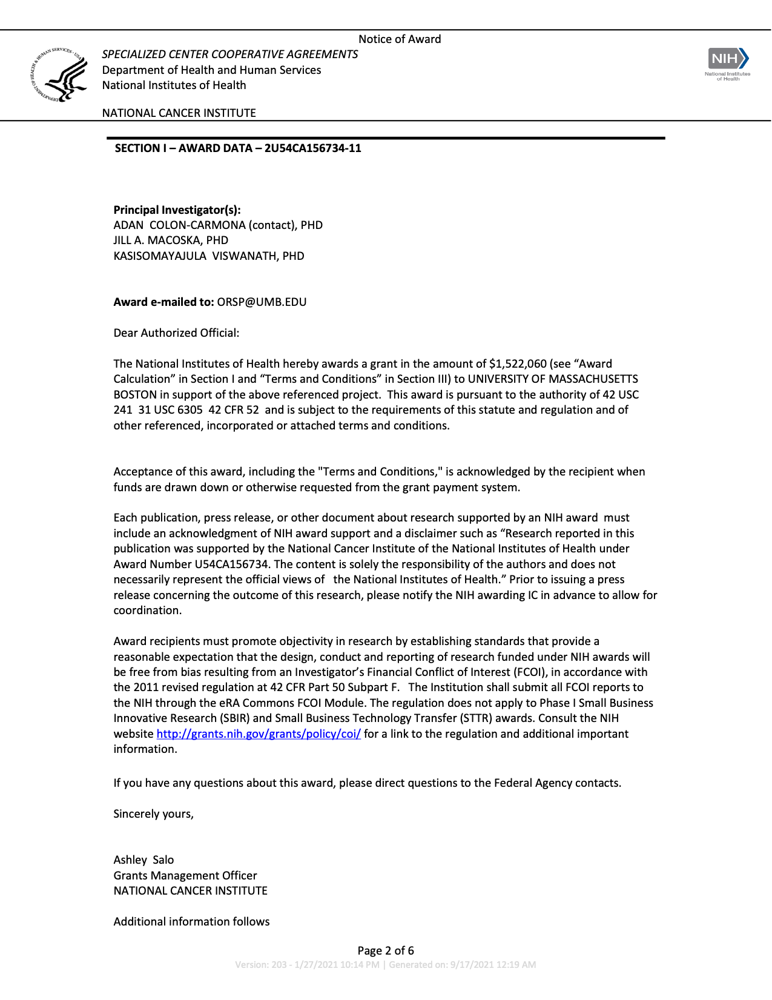 Notice of Award
SPECIALIZED CENTER COOPERATIVE AGREEMENTS
Department of Health and Human Services
National Institutes of Health
NATIONAL CANCER INSTITUTE
DEPARTMENT OF HEALTH & HUMAN SERVICES · USA
NIH
National Institutes
of Health
SECTION I – AWARD DATA – 2U54CA156734-11
Principal Investigator(s):
ADAN  COLON-CARMONA (contact), PHD
JILL A. MACOSKA, PHD
KASISOMAYAJULA  VISWANATH, PHD
Award e-mailed to: ORSP@UMB.EDU
Dear Authorized Official:
The National Institutes of Health hereby awards a grant in the amount of $1,522,060 (see “Award
Calculation” in Section I and “Terms and Conditions” in Section III) to UNIVERSITY OF MASSACHUSETTS
BOSTON in support of the above referenced project.  This award is pursuant to the authority of 42 USC
241  31 USC 6305  42 CFR 52  and is subject to the requirements of this statute and regulation and of
other referenced, incorporated or attached terms and conditions.
Acceptance of this award, including the "Terms and Conditions," is acknowledged by the recipient when
funds are drawn down or otherwise requested from the grant payment system.
Each publication, press release, or other document about research supported by an NIH award  must
include an acknowledgment of NIH award support and a disclaimer such as “Research reported in this
publication was supported by the National Cancer Institute of the National Institutes of Health under
Award Number U54CA156734. The content is solely the responsibility of the authors and does not
necessarily represent the official views of   the National Institutes of Health.” Prior to issuing a press
release concerning the outcome of this research, please notify the NIH awarding IC in advance to allow for
coordination.
Award recipients must promote objectivity in research by establishing standards that provide a
reasonable expectation that the design, conduct and reporting of research funded under NIH awards will
be free from bias resulting from an Investigator’s Financial Conflict of Interest (FCOI), in accordance with
the 2011 revised regulation at 42 CFR Part 50 Subpart F.   The Institution shall submit all FCOI reports to
the NIH through the eRA Commons FCOI Module. The regulation does not apply to Phase I Small Business
Innovative Research (SBIR) and Small Business Technology Transfer (STTR) awards. Consult the NIH
website http://grants.nih.gov/grants/policy/coi/ for a link to the regulation and additional important
information.
If you have any questions about this award, please direct questions to the Federal Agency contacts.
Sincerely yours,
Ashley  Salo
Grants Management Officer
NATIONAL CANCER INSTITUTE
Additional information follows
Page 2 of 6
Version: 203 - 1/27/2021 10:14 PM | Generated on: 9/17/2021 12:19 AM